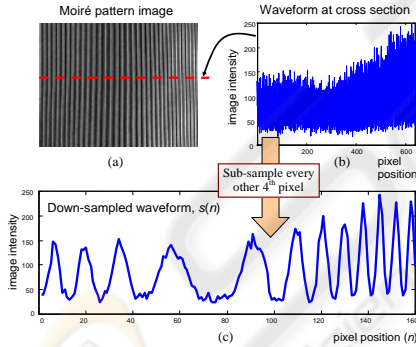 Moiré pattern image
Waveform at cross section
250
200
150
100
50
0
image intensity
0 200 400 600
pixel
position
(a)
(b)
Sub-sample every
other 4th pixel
250
200
150
100
50
0
image intensity
Down-sampled waveform, s(n)
0 20 40 60 80 100 120 140 160
(c)
pixel position (n)